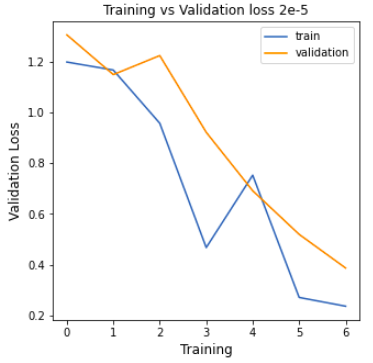 Training vs Validation loss 2e-5
train
validation
1.2
1.0
0.8
0.6
0.4
0.2
Validation Loss
0 1 2 3 4 5 6
Training